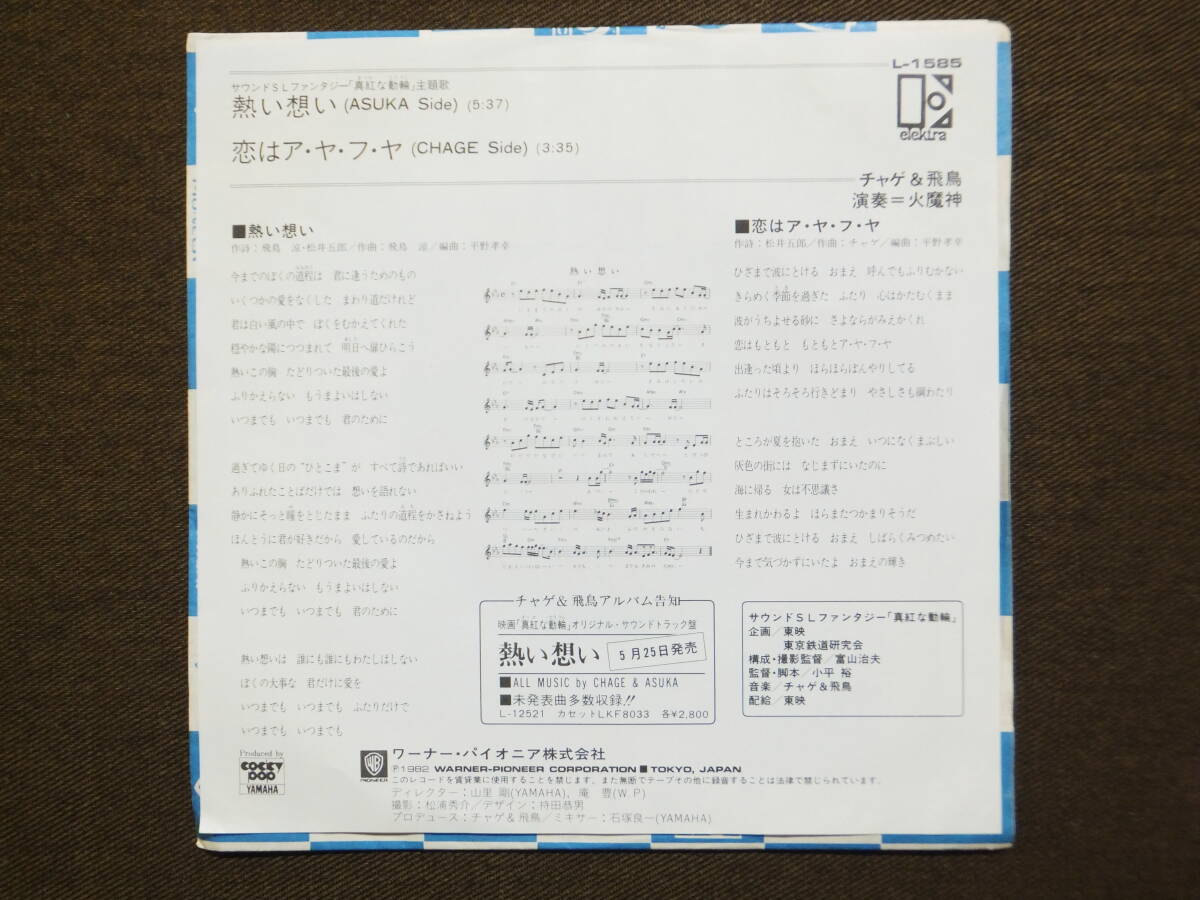 L-1585
elektra
サウンドSLファンタジー「真紅な動輪」主題歌
熱い想い (ASUKA Side) (5:37)
恋はア・ヤ・フ・ヤ (CHAGE Side) (3:35)
チャゲ&飛鳥
演奏=火魔神
■熱い想い
作詩:飛鳥 涼・松井五郎/作曲:飛鳥 涼/編曲:平野孝幸
今までのぼくの道程は 君に逢うためのもの
いくつかの愛をなくした まわり道だけれど
君は白い風の中で ぼくをむかえてくれた
穏やかな陽につつまれて 明日へ扉ひらこう
熱いこの胸 たどりついた最後の愛よ
ふりかえらない もうまよいはしない
いつまでも いつまでも 君のために
過ぎてゆく日の“ひとこま”が すべて詩であればいい
ありふれたことばだけでは 想いを語れない
静かにそっと瞳をとじたまま ふたりの道程をかさねよう
ほんとうに君が好きだから 愛しているのだから
熱いこの胸 たどりついた最後の愛よ
ふりかえらない もうまよいはしない
いつまでも いつまでも 君のために
熱い想いは 誰にも誰にもわたしはしない
ぼくの大事な 君だけに愛を
いつまでも いつまでも ふたりだけで
いつまでも いつまでも
熱い想い
■恋はア・ヤ・フ・ヤ
作詩:松井五郎/作曲:チャゲ/編曲:平野孝幸
ひざまで波にとける おまえ 呼んでもふりむかない
きらめく季節を過ぎた ふたり 心はかたむくまま
波がうちよせる砂に さよならがみえかくれ
恋はもともと もともとア・ヤ・フ・ヤ
出逢った頃より ほらほらぼんやりしてる
ふたりはそろそろ行きどまり やさしさも綱わたり
ところが夏を抱いた おまえ いつになくまぶしい
灰色の街には なじまずにいたのに
海に帰る 女は不思議さ
生まれかわるよ ほらまたつかまりそうだ
ひざまで波にとける おまえ しばらくみつめたい
今まで気づかずにいたよ おまえの輝き
チャゲ&飛鳥アルバム告知
映画「真紅な動輪」オリジナル・サウンドトラック盤
熱い想い 5月25日発売
■ALL MUSIC by CHAGE & ASUKA
■未発表曲多数収録!!
L-12521 カセットLKF8033 各¥2,800
サウンドSLファンタジー「真紅な動輪」
企画/東映
東京鉄道研究会
構成・撮影監督/富山治夫
監督・脚本/小平 裕
音楽/チャゲ&飛鳥
配給/東映
Produced by
COCKY POP
YAMAHA
WB
PIONEER
ワーナー・パイオニア株式会社
℗1982 WARNER-PIONEER CORPORATION ■ TOKYO, JAPAN
このレコードを賃貸業に使用することを禁じます。また無断でテープその他に録音することは法律で禁じられています。
ディレクター:山里 剛(YAMAHA), 庵 豊(W.P)
撮影:松浦秀介/デザイン:持田恭男
プロデュース:チャゲ&飛鳥/ミキサー:石塚良一(YAMAHA)